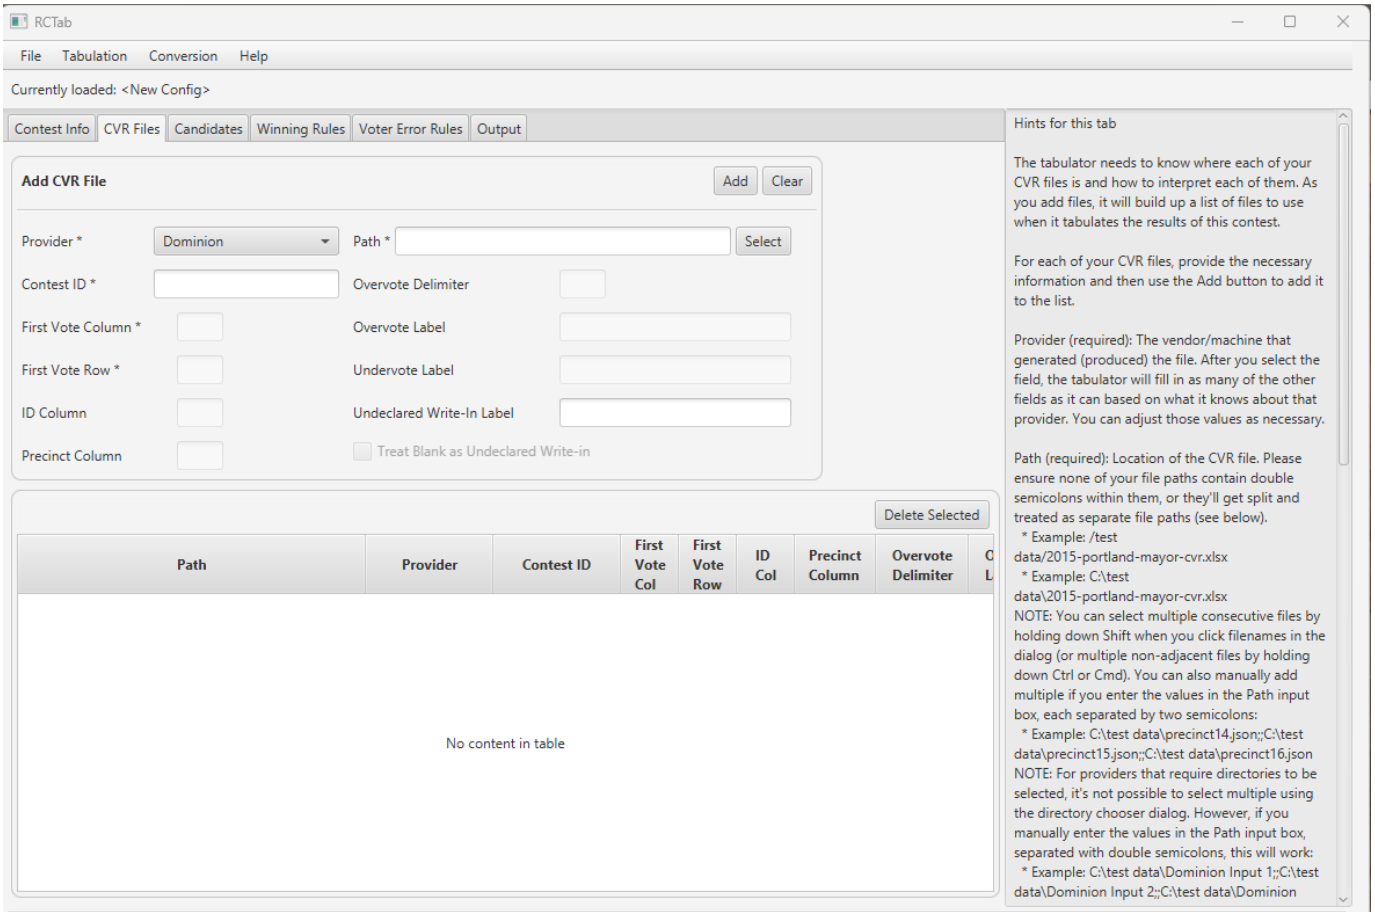 RCTab
File Tabulation Conversion Help
Currently loaded: <New Config>
Contest Info CVR Files Candidates Winning Rules Voter Error Rules Output
Add CVR File Add Clear
Provider * Dominion Path * Select
Contest ID * Overvote Delimiter
First Vote Column * Overvote Label
First Vote Row * Undervote Label
ID Column Undeclared Write-In Label
Precinct Column Treat Blank as Undeclared Write-in
Delete Selected
Path Provider Contest ID First Vote Col First Vote Row ID Col Precinct Column Overvote Delimiter
No content in table
Hints for this tab
The tabulator needs to know where each of your
CVR files is and how to interpret each of them. As
you add files, it will build up a list of files to use
when it tabulates the results of this contest.
For each of your CVR files, provide the necessary
information and then use the Add button to add it
to the list.
Provider (required): The vendor/machine that
generated (produced) the file. After you select the
field, the tabulator will fill in as many of the other
fields as it can based on what it knows about that
provider. You can adjust those values as necessary.
Path (required): Location of the CVR file. Please
ensure none of your file paths contain double
semicolons within them, or they'll get split and
treated as separate file paths (see below).
* Example: /test
data/2015-portland-mayor-cvr.xlsx
* Example: C:\test
data\2015-portland-mayor-cvr.xlsx
NOTE: You can select multiple consecutive files by
holding down Shift when you click filenames in the
dialog (or multiple non-adjacent files by holding
down Ctrl or Cmd). You can also manually add
multiple if you enter the values in the Path input
box, each separated by two semicolons:
* Example: C:\test data\precinct14.json;;C:\test
data\precinct15.json;;C:\test data\precinct16.json
NOTE: For providers that require directories to be
selected, it's not possible to select multiple using
the directory chooser dialog. However, if you
manually enter the values in the Path input box,
separated with double semicolons, this will work:
* Example: C:\test data\Dominion Input 1;;C:\test
data\Dominion Input 2;;C:\test data\Dominion